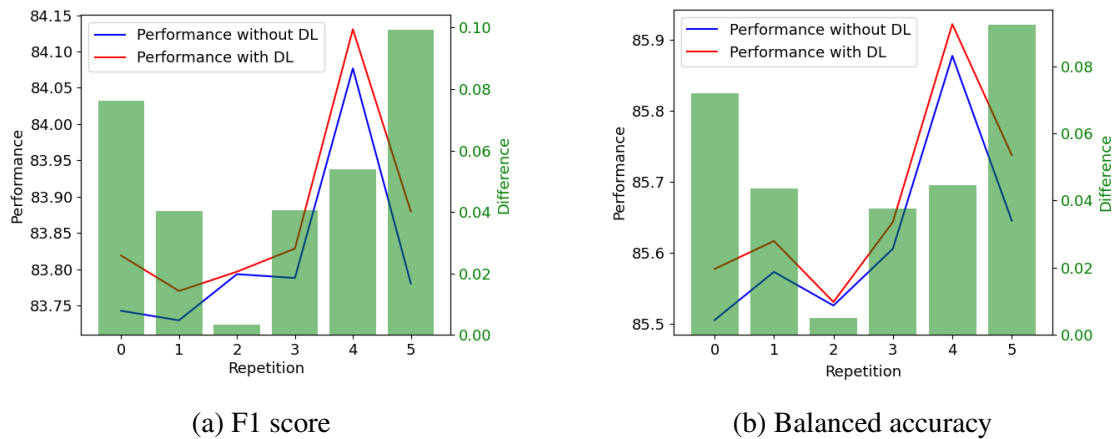 84.15
84.10
84.05
84.00
83.95
83.90
83.85
83.80
83.75
Performance
Performance without DL
Performance with DL
0.10
0.08
0.06
0.04
0.02
0.00
Difference
0 1 2 3 4 5
Repetition
(a) F1 score
85.9
85.8
85.7
85.6
85.5
Performance
Performance without DL
Performance with DL
0.08
0.06
0.04
0.02
0.00
Difference
0 1 2 3 4 5
Repetition
(b) Balanced accuracy